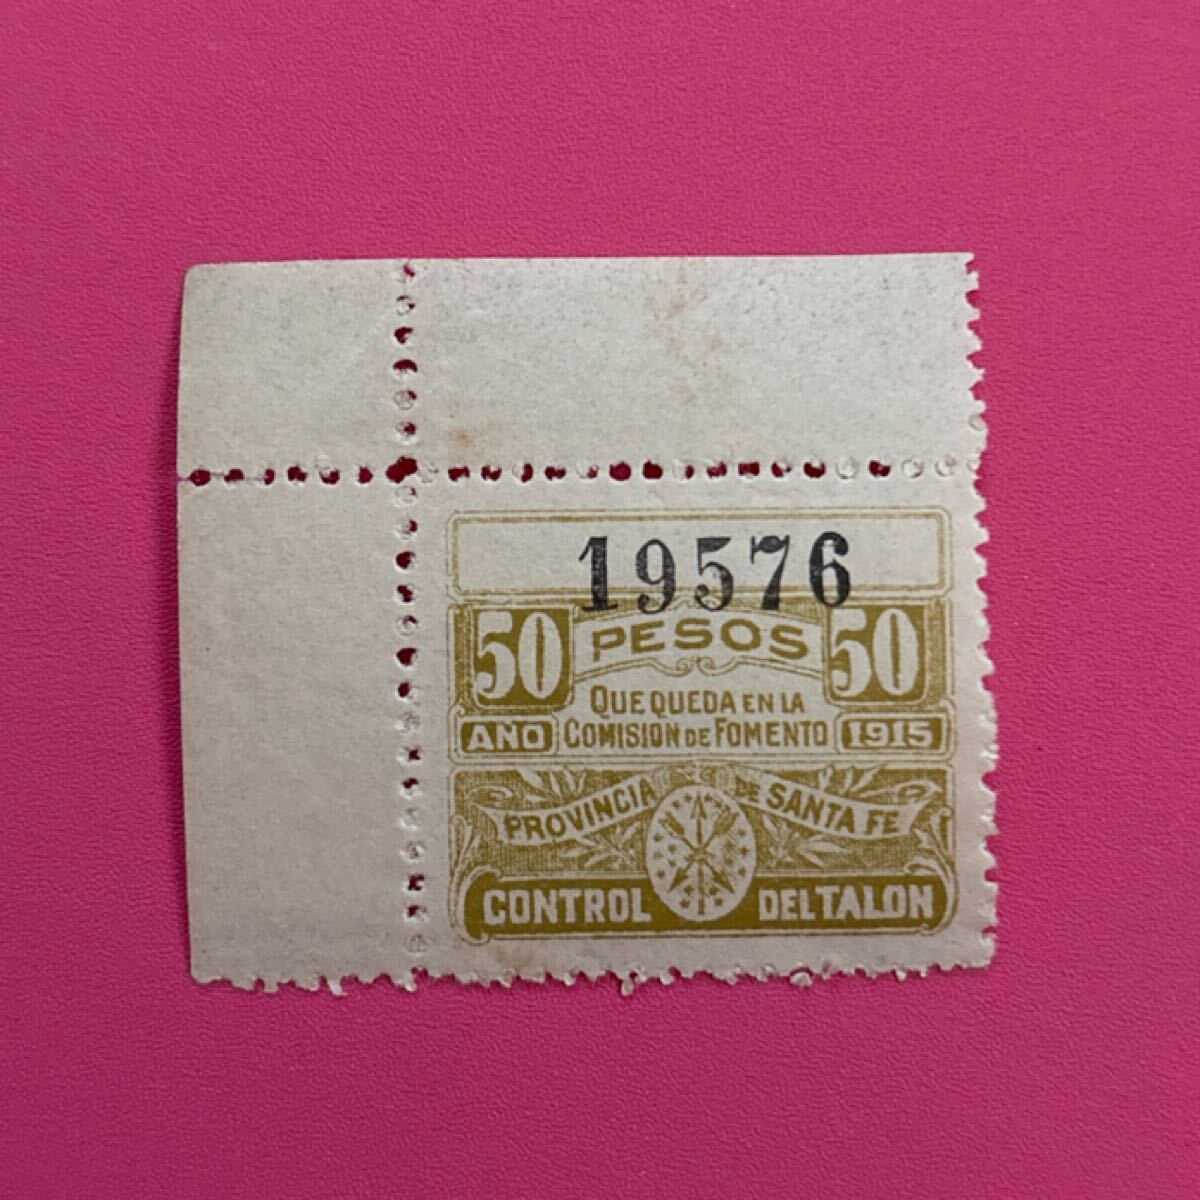 19576
50 PESOS 50
QUE QUEDA EN LA
AÑO COMISION DE FOMENTO 1915
PROVINCIA DE SANTA FE
CONTROL DEL TALON